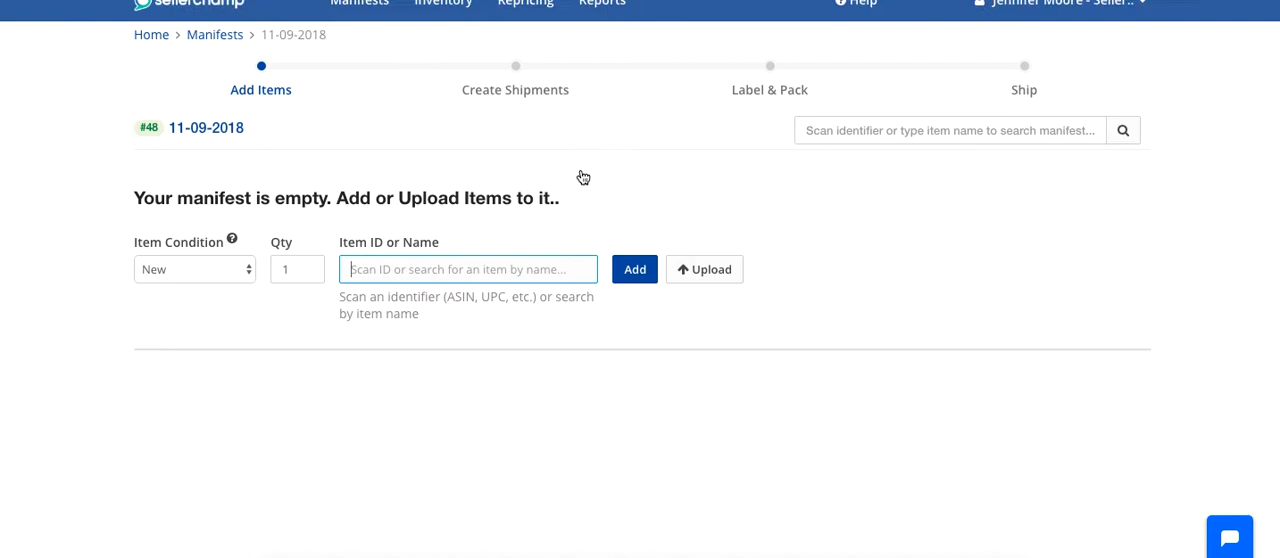 sellerchamp Manifests Inventory Repricing Reports Help Jennifer Moore - Seller..
Home > Manifests > 11-09-2018
Add Items Create Shipments Label & Pack Ship
#48 11-09-2018 Scan identifier or type item name to search manifest...
Your manifest is empty. Add or Upload Items to it..
Item Condition Qty Item ID or Name
New 1 Scan ID or search for an item by name... Add Upload
Scan an identifier (ASIN, UPC, etc.) or search
by item name